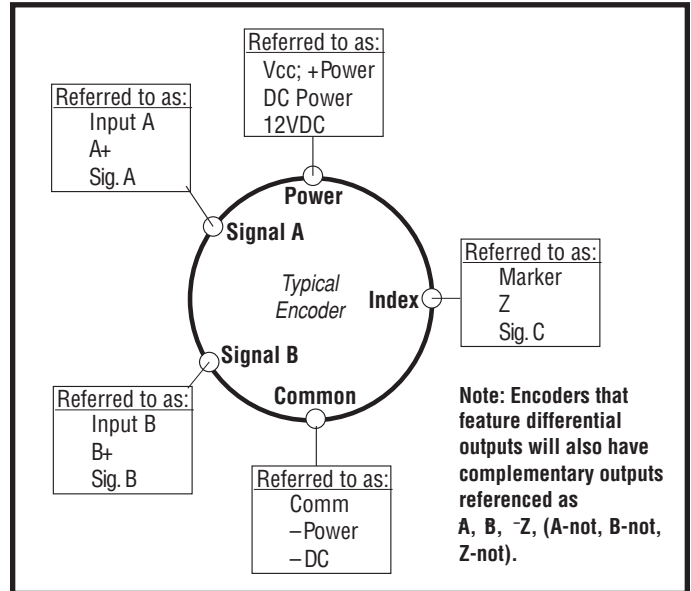 Referred to as:
Vcc; +Power
DC Power
12VDC
Referred to as:
Input A
A+
Sig. A
Power
Signal A
Typical
Encoder
Index
Referred to as:
Marker
Z
Sig. C
Signal B
Common
Referred to as:
Input B
B+
Sig. B
Referred to as:
Comm
–Power
–DC
Note: Encoders that
feature differential
outputs will also have
complementary outputs
referenced as
A̅, B̅, ¯Z, (A-not, B-not,
Z-not).